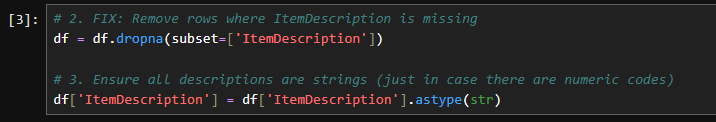 [3]: # 2. FIX: Remove rows where ItemDescription is missing
df = df.dropna(subset=['ItemDescription'])
# 3. Ensure all descriptions are strings (just in case there are numeric codes)
df['ItemDescription'] = df['ItemDescription'].astype(str)